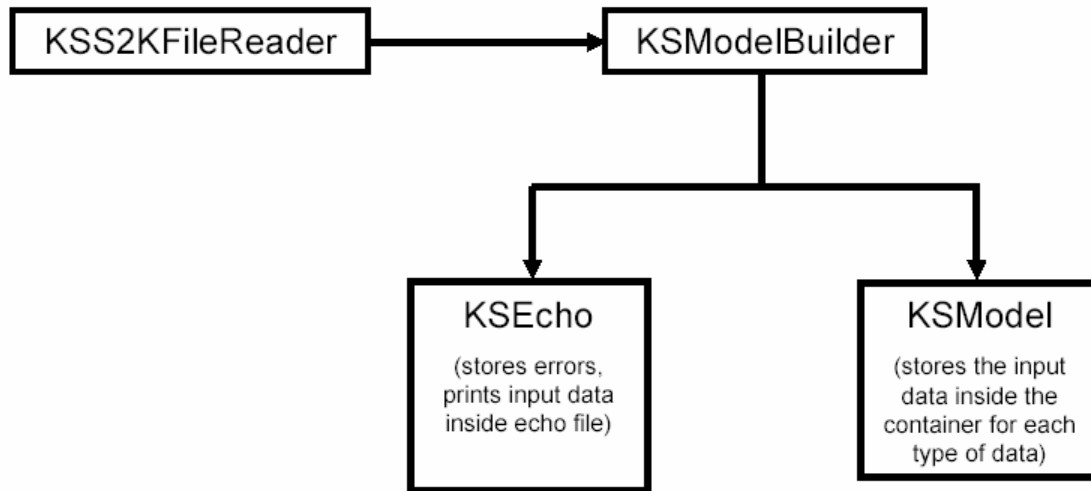 KSS2KFileReader
KSModelBuilder
KSEcho
(stores errors,
prints input data
inside echo file)
KSModel
(stores the input
data inside the
container for each
type of data)